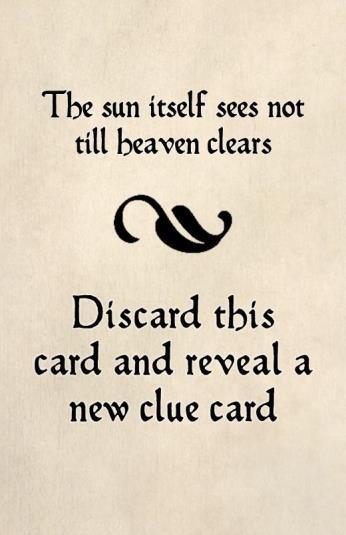 The sun itself sees not
till heaven clears
Discard this
card and reveal a
new clue card